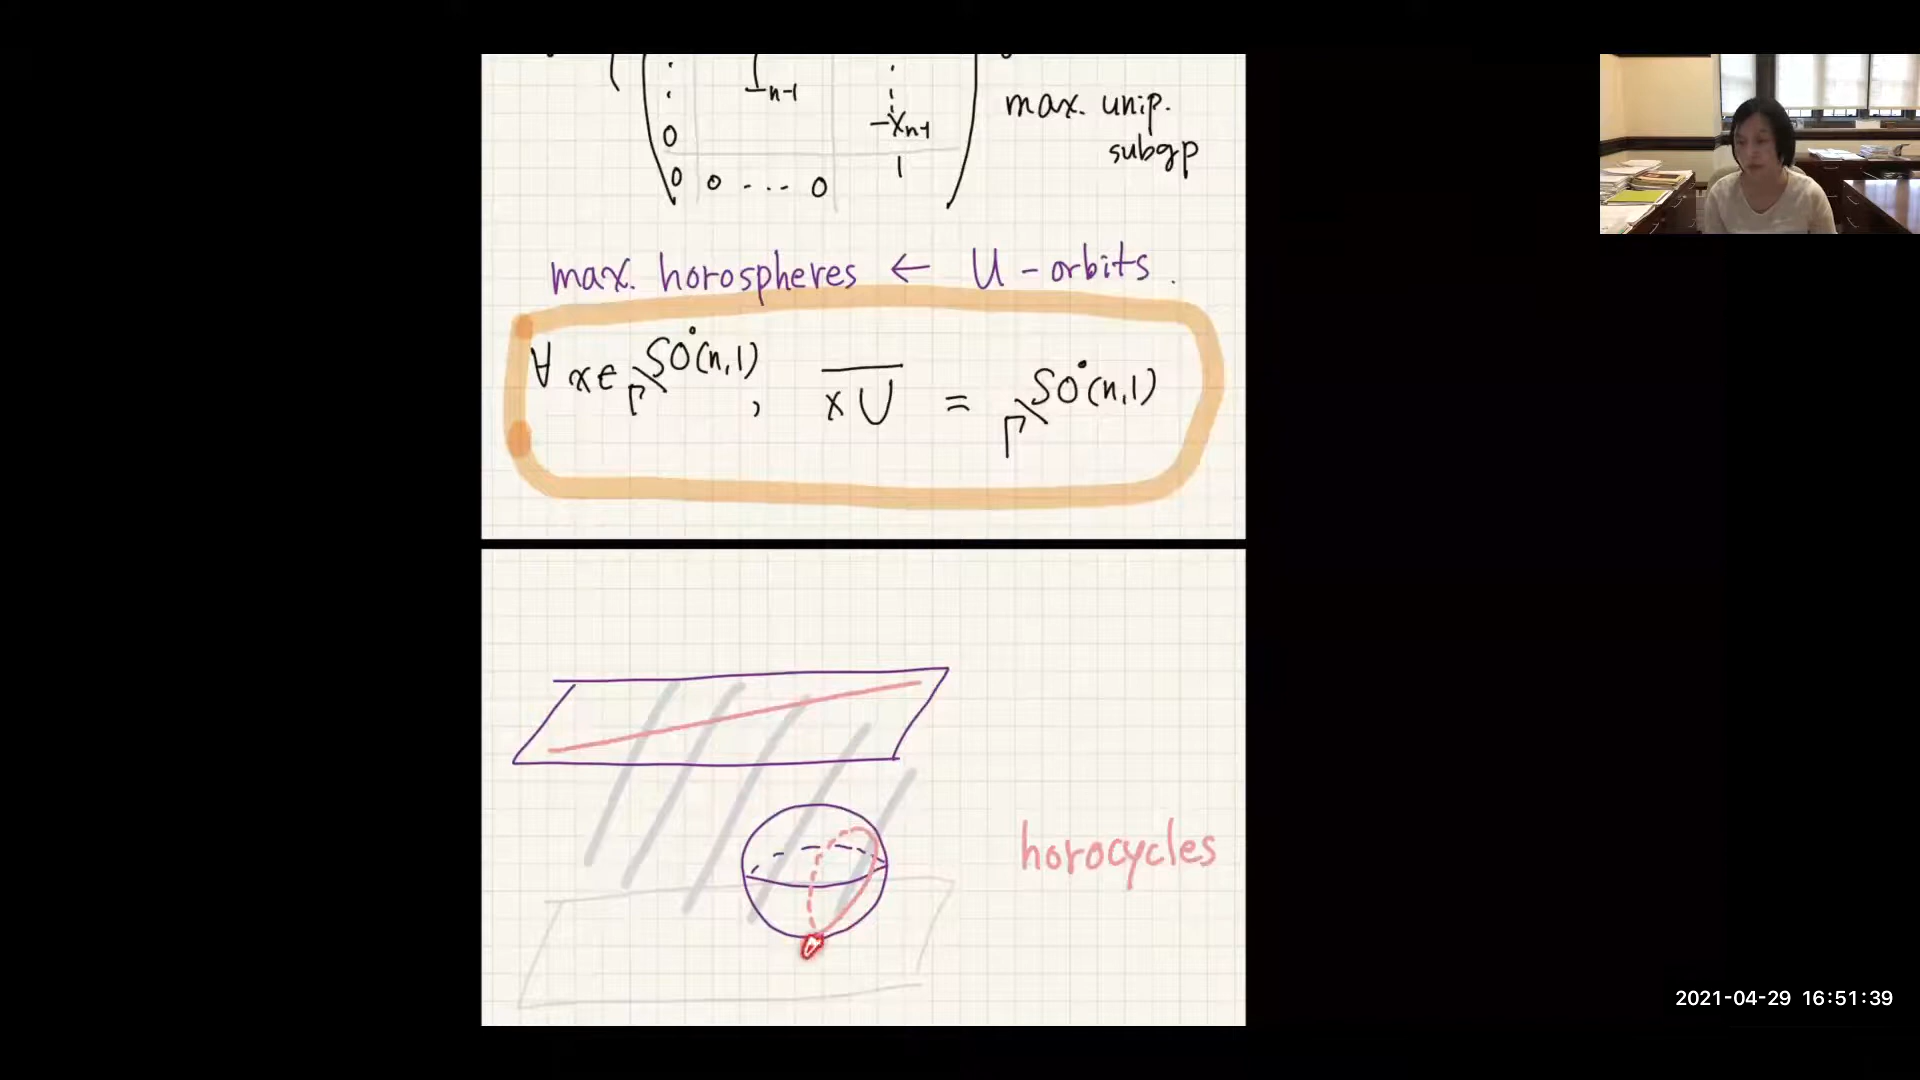 I_{n-1}
max. unip.
0 -x_{n-1}
subgp
0 0 ... 0 1
max. horospheres ← U-orbits.
∀ x ∈ Γ\SO°(n,1), \overline{xU} = Γ\SO°(n,1)
horocycles
2021-04-29 16:51:39